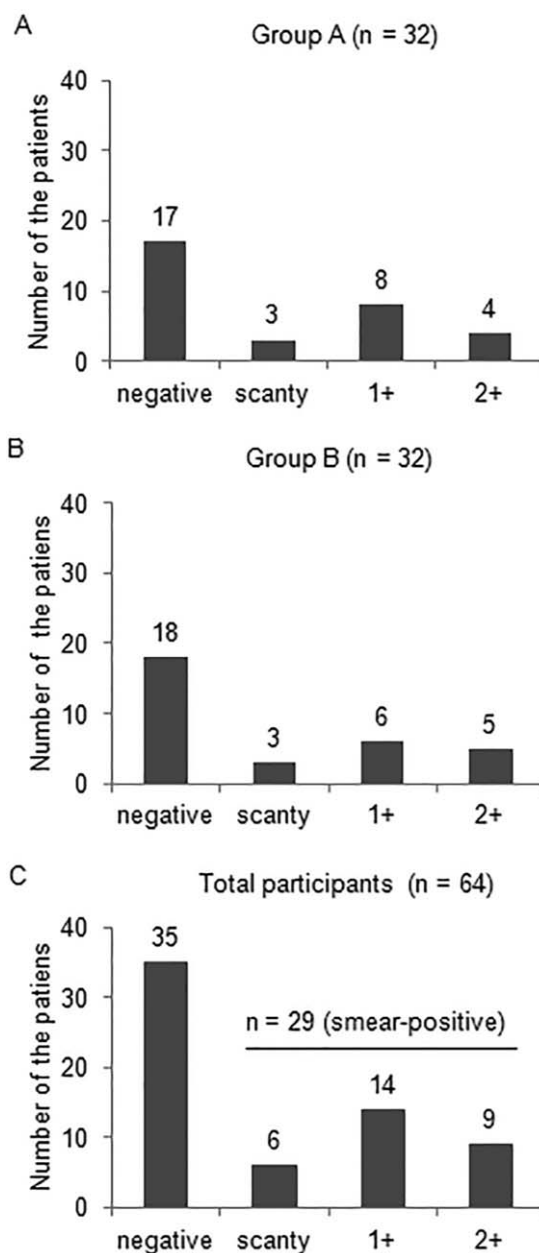 A
Group A (n = 32)
Number of the patients
40
30
20
10
0
17
3
8
4
negative scanty 1+ 2+
B
Group B (n = 32)
Number of the patiens
40
30
20
10
0
18
3
6
5
negative scanty 1+ 2+
C
Total participants (n = 64)
Number of the patiens
40
30
20
10
0
35
n = 29 (smear-positive)
6
14
9
negative scanty 1+ 2+